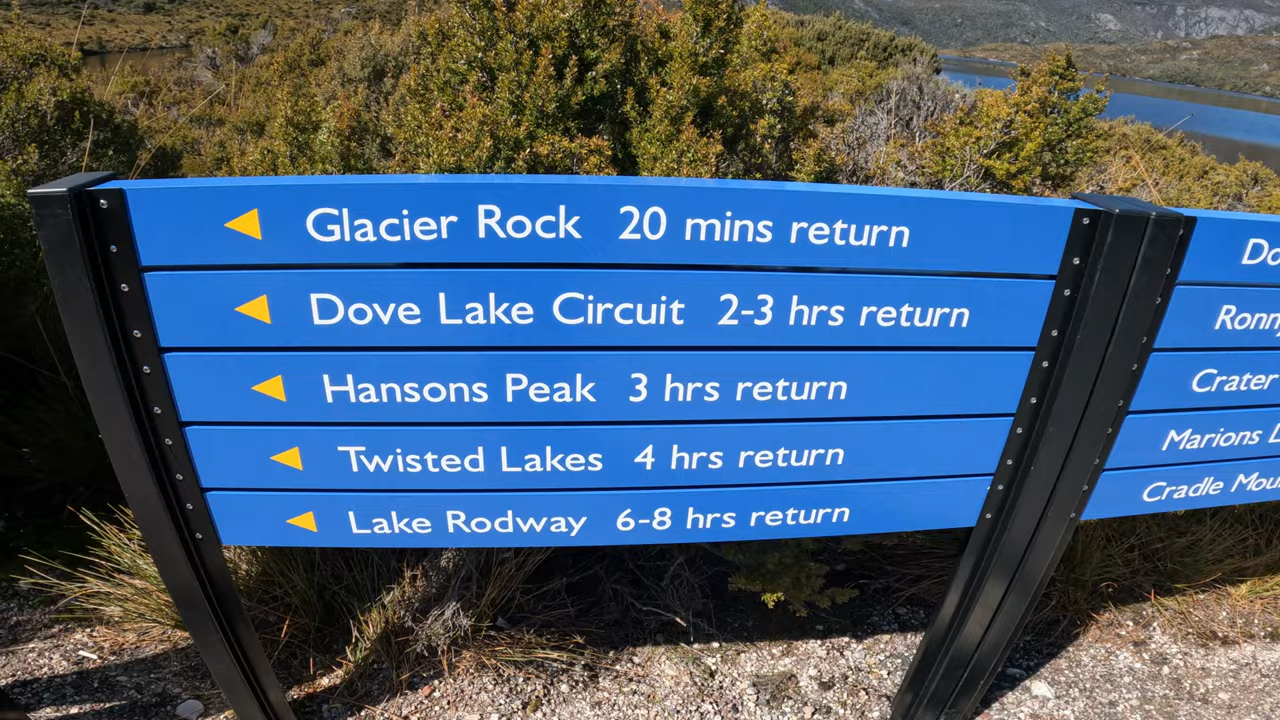 Glacier Rock 20 mins return
Dove Lake Circuit 2-3 hrs return
Hansons Peak 3 hrs return
Twisted Lakes 4 hrs return
Lake Rodway 6-8 hrs return
Crater
Marions
Cradle